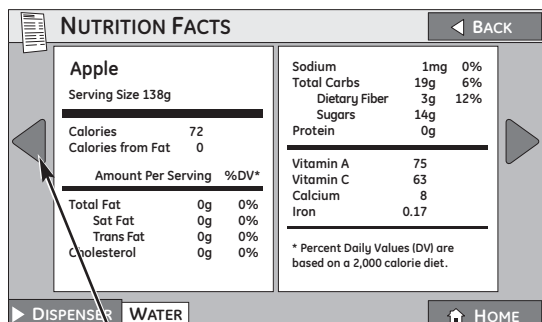 NUTRITION FACTS
BACK
Apple
Serving Size 138g
Calories 72
Calories from Fat 0
Amount Per Serving %DV*
Total Fat 0g 0%
Sat Fat 0g 0%
Trans Fat 0g 0%
Cholesterol 0g 0%
Sodium 1mg 0%
Total Carbs 19g 6%
Dietary Fiber 3g 12%
Sugars 14g
Protein 0g
Vitamin A 75
Vitamin C 63
Calcium 8
Iron 0.17
* Percent Daily Values (DV) are
based on a 2,000 calorie diet.
DISPENSER WATER
HOME